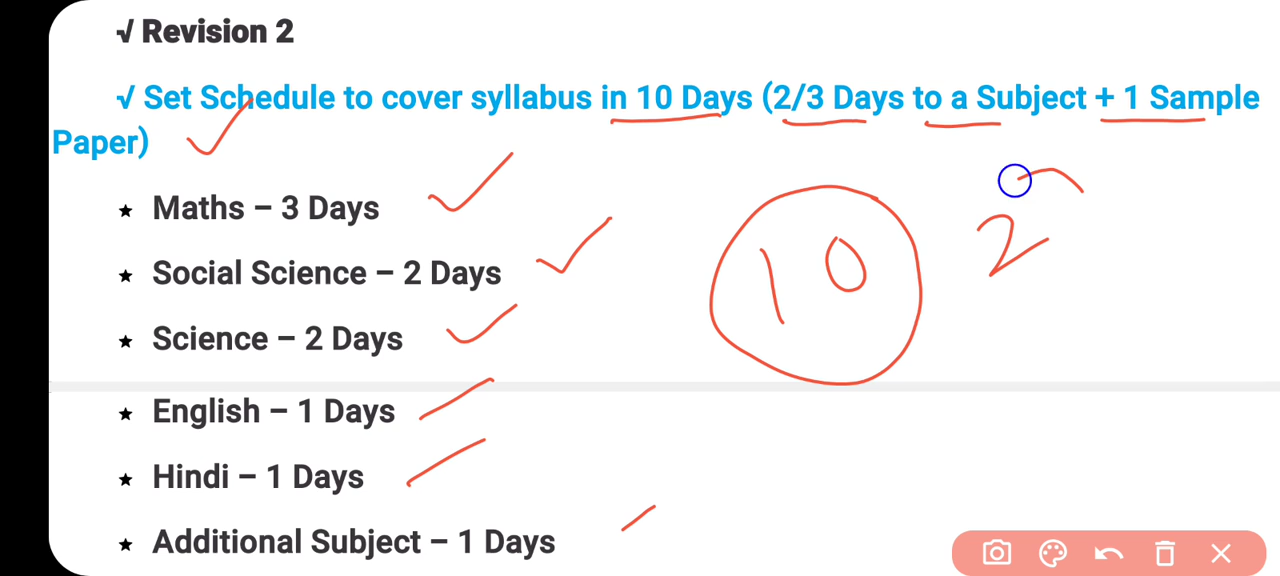 √ Revision 2
√ Set Schedule to cover syllabus in 10 Days (2/3 Days to a Subject + 1 Sample
Paper)
★ Maths – 3 Days
★ Social Science – 2 Days
★ Science – 2 Days
★ English – 1 Days
★ Hindi – 1 Days
★ Additional Subject – 1 Days
10
2